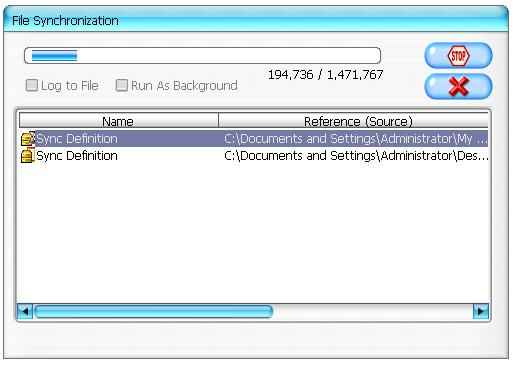 File Synchronization
STOP
Log to File Run As Background 194,736 / 1,471,767
Name Reference (Source)
Sync Definition C:\Documents and Settings\Administrator\My ...
Sync Definition C:\Documents and Settings\Administrator\Des...